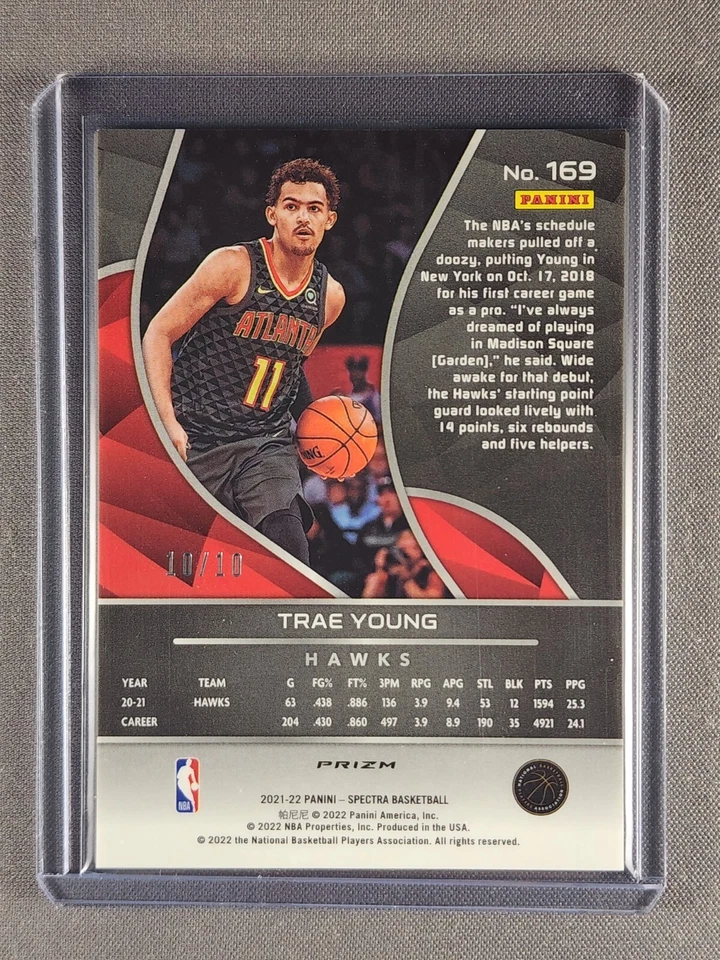 No. 169
PANINI
The NBA's schedule
makers pulled off a
doozy, putting Young in
New York on Oct. 17, 2018
for his first career game
as a pro. "I've always
dreamed of playing
in Madison Square
[Garden]," he said. Wide
awake for that debut,
the Hawks' starting point
guard looked lively with
14 points, six rebounds
and five helpers.
ATLANTA
11
10/10
TRAE YOUNG
HAWKS
YEAR TEAM G FG% FT% 3PM RPG APG STL BLK PTS PPG
20-21 HAWKS 63 .438 .886 136 3.9 9.4 53 12 1594 25.3
CAREER 204 .430 .860 497 3.9 8.9 190 35 4921 24.1
PRIZM
NBA
NATIONAL BASKETBALL PLAYERS ASSOCIATION
2021-22 PANINI – SPECTRA BASKETBALL
帕尼尼 © 2022 Panini America, Inc.
© 2022 NBA Properties, Inc. Produced in the USA.
© 2022 the National Basketball Players Association. All rights reserved.